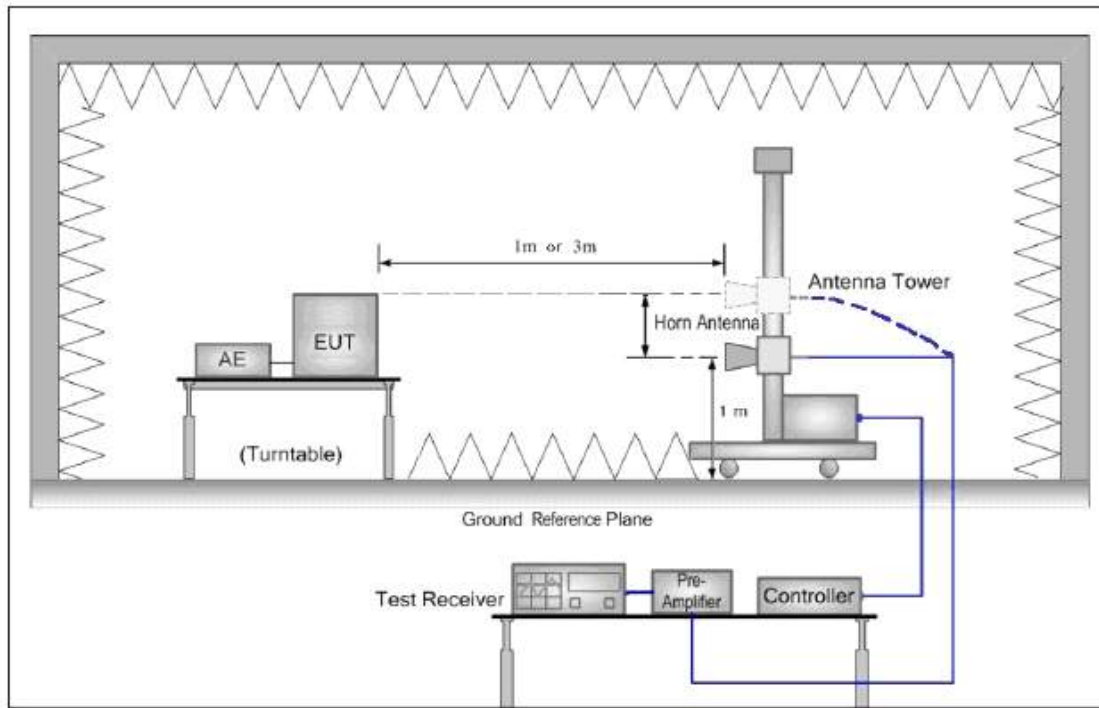 1m or 3m
Antenna Tower
Horn Antenna
EUT
AE
1 m
(Turntable)
Ground Reference Plane
Test Receiver
Pre-
Amplifier
Controller